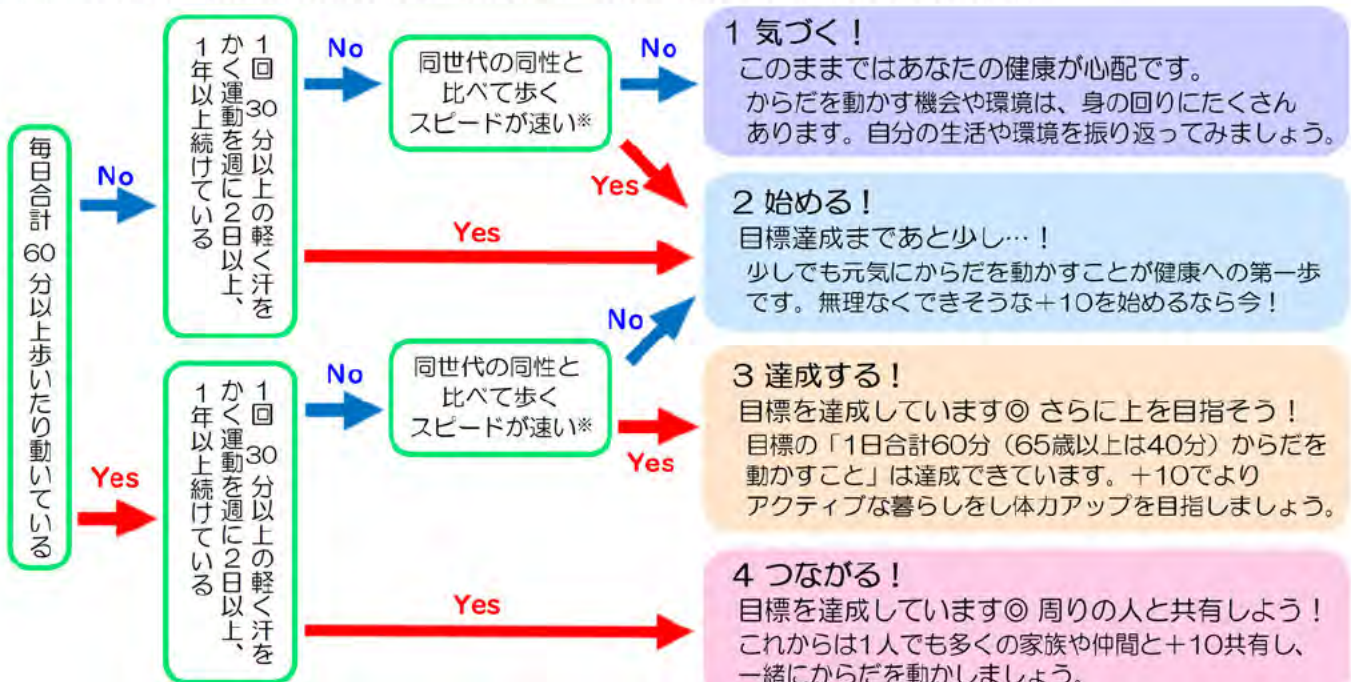 毎日合計 60 分以上歩いたり動いている
No
Yes
1回 30 分以上の軽く汗を
かく運動を週に2日以上、
1年以上続けている
No
Yes
同世代の同性と
比べて歩く
スピードが速い※
No
Yes
1回 30 分以上の軽く汗を
かく運動を週に2日以上、
1年以上続けている
No
Yes
同世代の同性と
比べて歩く
スピードが速い※
No
Yes
1 気づく!
このままではあなたの健康が心配です。
からだを動かす機会や環境は、身の回りにたくさん
あります。自分の生活や環境を振り返ってみましょう。
2 始める!
目標達成まであと少し…!
少しでも元気にからだを動かすことが健康への第一歩
です。無理なくできそうな+10を始めるなら今!
3 達成する!
目標を達成しています◎ さらに上を目指そう!
目標の「1日合計60分(65歳以上は40分)からだを
動かすこと」は達成できています。+10でより
アクティブな暮らしをし体力アップを目指しましょう。
4 つながる!
目標を達成しています◎ 周りの人と共有しよう!
これからは1人でも多くの家族や仲間と+10共有し、
一緒にからだを動かしましょう。